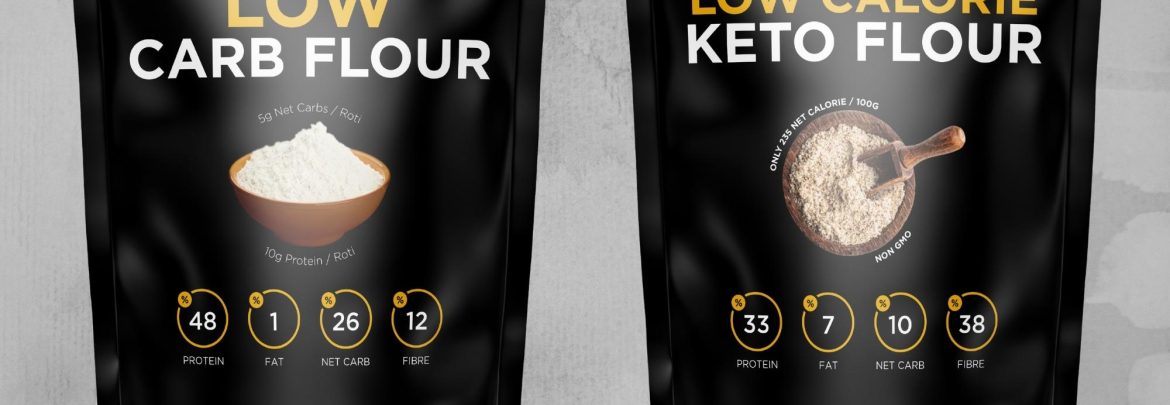 LOW
CARB FLOUR
5g Net Carbs / Roti
10g Protein / Roti
% 48 PROTEIN
% 1 FAT
% 26 NET CARB
% 12 FIBRE
LOW CALORIE
KETO FLOUR
ONLY 235 NET CALORIE / 100G
NON GMO
% 33 PROTEIN
% 7 FAT
% 10 NET CARB
% 38 FIBRE